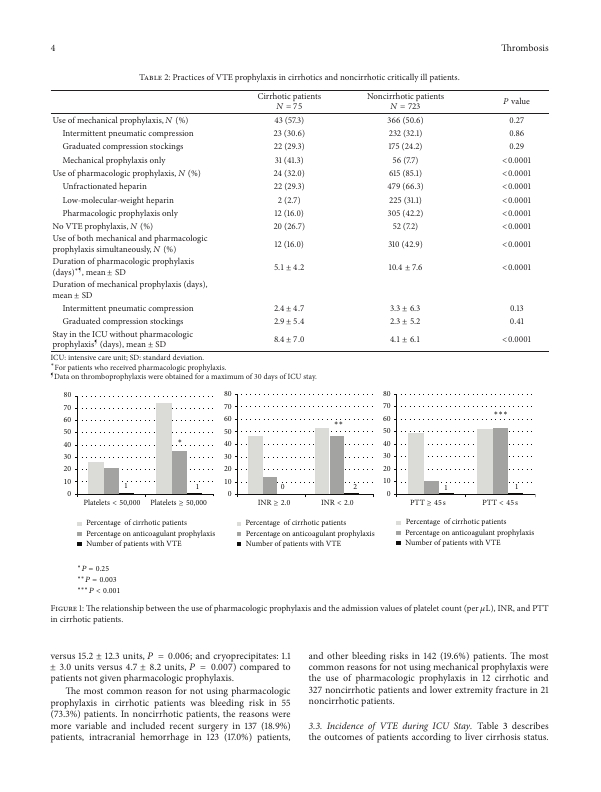 4 Thrombosis
Table 2: Practices of VTE prophylaxis in cirrhotics and noncirrhotic critically ill patients.
Cirrhotic patients Noncirrhotic patients P value
N = 75 N = 723
Use of mechanical prophylaxis, N (%) 43 (57.3) 366 (50.6) 0.27
Intermittent pneumatic compression 23 (30.6) 232 (32.1) 0.86
Graduated compression stockings 22 (29.3) 175 (24.2) 0.29
Mechanical prophylaxis only 31 (41.3) 56 (7.7) <0.0001
Use of pharmacologic prophylaxis, N (%) 24 (32.0) 615 (85.1) <0.0001
Unfractionated heparin 22 (29.3) 479 (66.3) <0.0001
Low-molecular-weight heparin 2 (2.7) 225 (31.1) <0.0001
Pharmacologic prophylaxis only 12 (16.0) 305 (42.2) <0.0001
No VTE prophylaxis, N (%) 20 (26.7) 52 (7.2) <0.0001
Use of both mechanical and pharmacologic
prophylaxis simultaneously, N (%) 12 (16.0) 310 (42.9) <0.0001
Duration of pharmacologic prophylaxis
(days)*¶, mean ± SD 5.1 ± 4.2 10.4 ± 7.6 <0.0001
Duration of mechanical prophylaxis (days),
mean ± SD
Intermittent pneumatic compression 2.4 ± 4.7 3.3 ± 6.3 0.13
Graduated compression stockings 2.9 ± 5.4 2.3 ± 5.2 0.41
Stay in the ICU without pharmacologic
prophylaxis¶ (days), mean ± SD 8.4 ± 7.0 4.1 ± 6.1 <0.0001
ICU: intensive care unit; SD: standard deviation.
*For patients who received pharmacologic prophylaxis.
¶Data on thromboprophylaxis were obtained for a maximum of 30 days of ICU stay.
80
70
60
50
40
30
20
10
0
*
1 1
Platelets < 50,000 Platelets ≥ 50,000
Percentage of cirrhotic patients
Percentage on anticoagulant prophylaxis
Number of patients with VTE
80
70
60
50
40
30
20
10
0
**
0 2
INR ≥ 2.0 INR < 2.0
Percentage of cirrhotic patients
Percentage on anticoagulant prophylaxis
Number of patients with VTE
80
70
60
50
40
30
20
10
0
***
1 1
PTT ≥ 45 s PTT < 45 s
Percentage of cirrhotic patients
Percentage on anticoagulant prophylaxis
Number of patients with VTE
*P = 0.25
**P = 0.003
***P < 0.001
Figure 1: The relationship between the use of pharmacologic prophylaxis and the admission values of platelet count (per μL), INR, and PTT
in cirrhotic patients.
versus 15.2 ± 12.3 units, P = 0.006; and cryoprecipitates: 1.1
± 3.0 units versus 4.7 ± 8.2 units, P = 0.007) compared to
patients not given pharmacologic prophylaxis.
The most common reason for not using pharmacologic
prophylaxis in cirrhotic patients was bleeding risk in 55
(73.3%) patients. In noncirrhotic patients, the reasons were
more variable and included recent surgery in 137 (18.9%)
patients, intracranial hemorrhage in 123 (17.0%) patients,
and other bleeding risks in 142 (19.6%) patients. The most
common reasons for not using mechanical prophylaxis were
the use of pharmacologic prophylaxis in 12 cirrhotic and
327 noncirrhotic patients and lower extremity fracture in 21
noncirrhotic patients.
3.3. Incidence of VTE during ICU Stay. Table 3 describes
the outcomes of patients according to liver cirrhosis status.